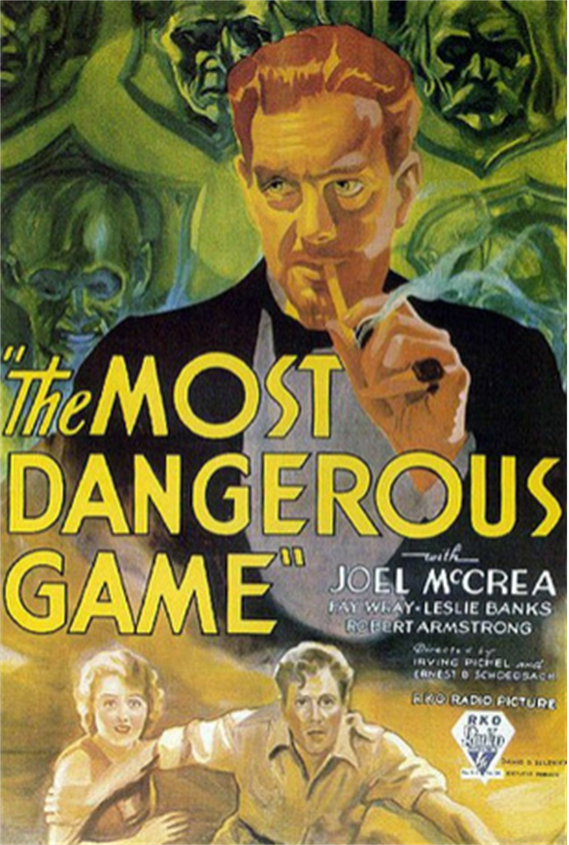 "The MOST
DANGEROUS
GAME"
with
JOEL McCREA
FAY WRAY - LESLIE BANKS
ROBERT ARMSTRONG
Directed by
IRVING PICHEL and
ERNEST B SCHOEDSACK
RKO RADIO PICTURE
RKO
Radio